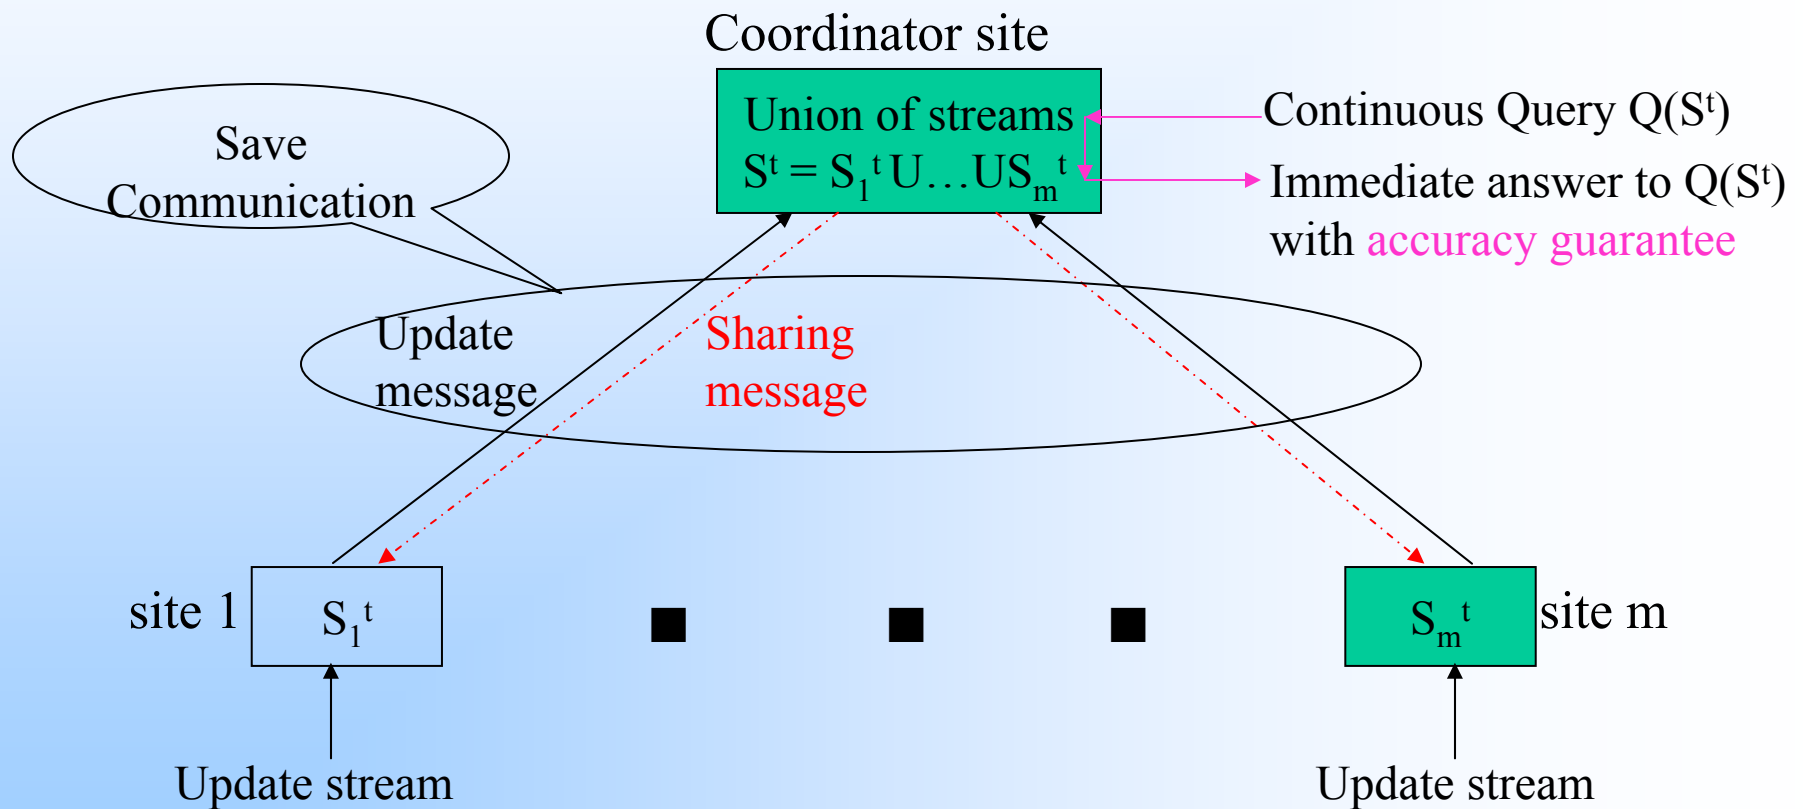 Coordinator site
Union of streams
Sᵗ = S₁ᵗ U…USₘᵗ
Continuous Query Q(Sᵗ)
Immediate answer to Q(Sᵗ)
with accuracy guarantee
Save
Communication
Update
message
Sharing
message
site 1
S₁ᵗ
Sₘᵗ
site m
Update stream
Update stream